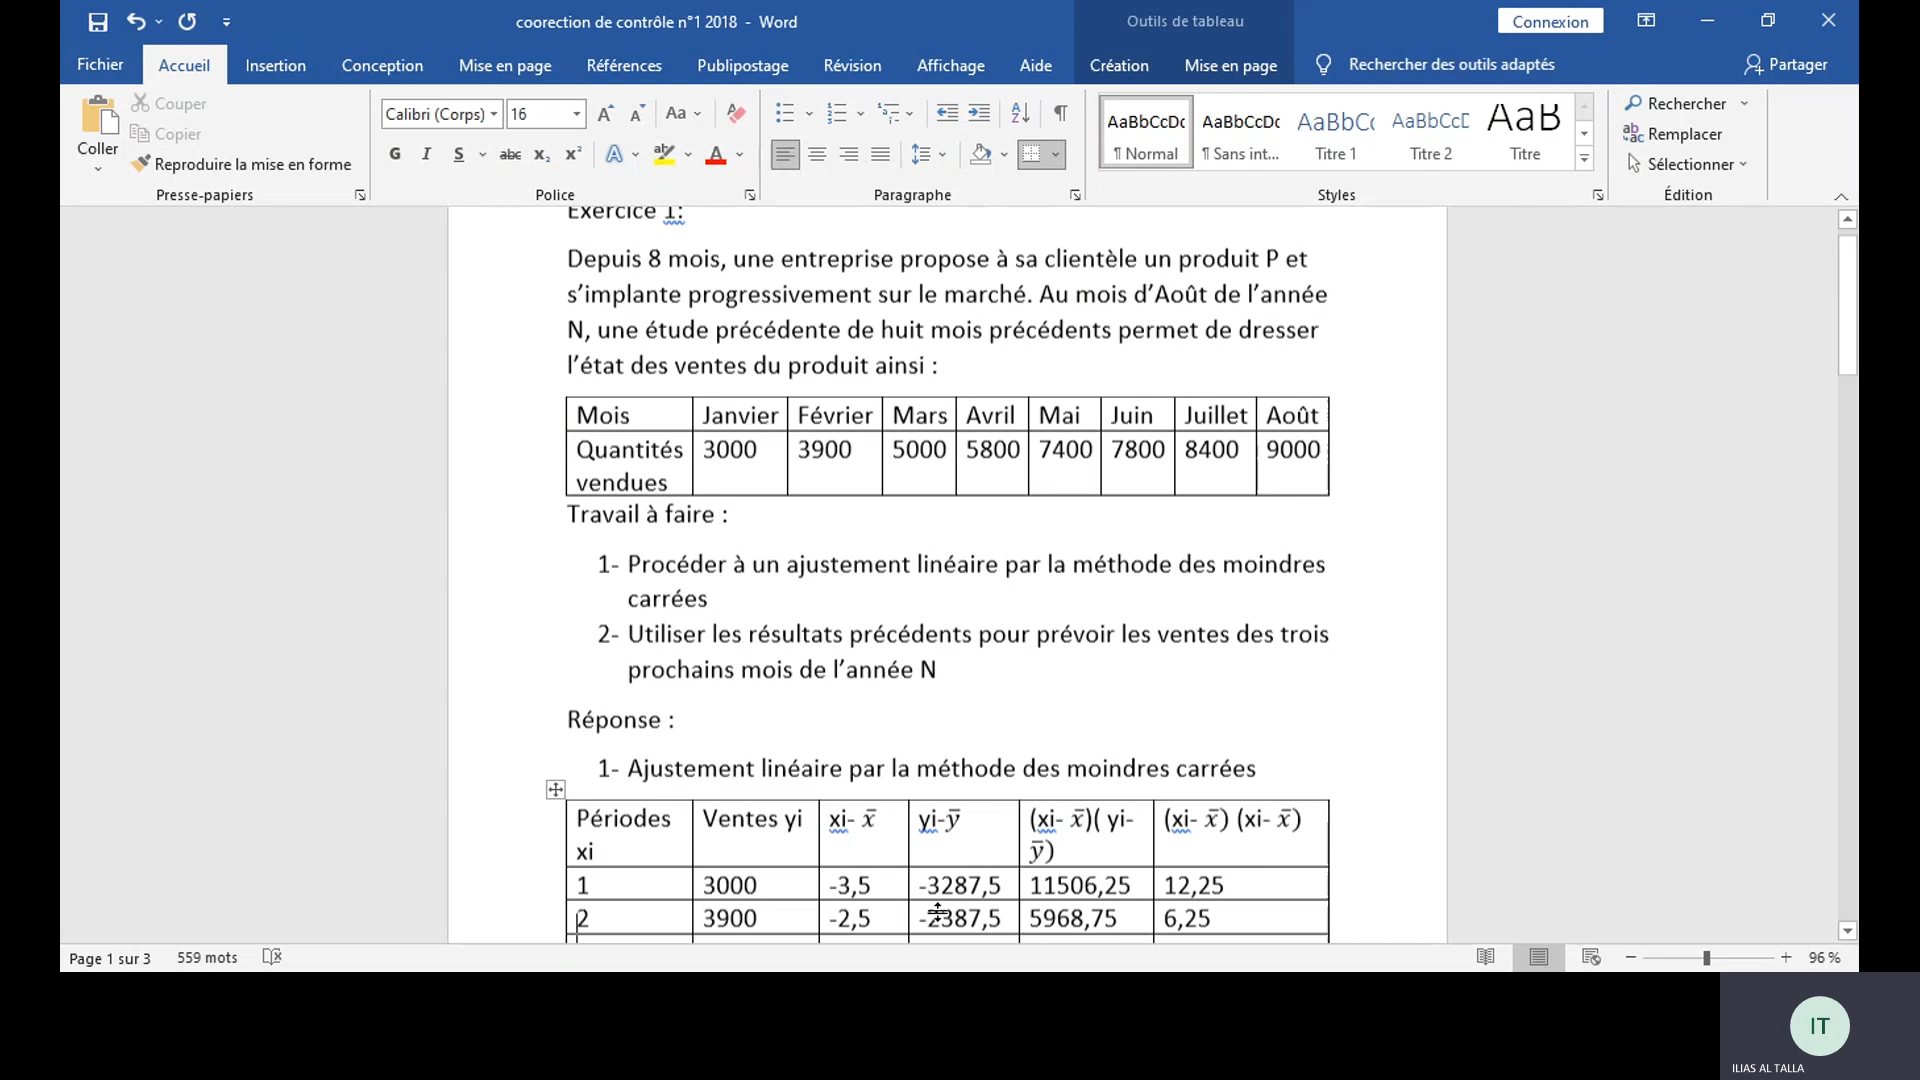 coorection de contrôle n°1 2018 - Word
Outils de tableau
Connexion
Fichier Accueil Insertion Conception Mise en page Références Publipostage Révision Affichage Aide Création Mise en page Rechercher des outils adaptés Partager
Coller
Couper
Copier
Reproduire la mise en forme
Presse-papiers
Calibri (Corps) 16
Aa
G I S abc x₂ x² A A
Police
Paragraphe
AaBbCcDc AaBbCcDc AaBbCc AaBbCcD AaB
¶ Normal ¶ Sans int... Titre 1 Titre 2 Titre
Styles
Rechercher
Remplacer
Sélectionner
Édition
Exercice 1:
Depuis 8 mois, une entreprise propose à sa clientèle un produit P et
s’implante progressivement sur le marché. Au mois d’Août de l’année
N, une étude précédente de huit mois précédents permet de dresser
l’état des ventes du produit ainsi :
Mois Janvier Février Mars Avril Mai Juin Juillet Août
Quantités vendues 3000 3900 5000 5800 7400 7800 8400 9000
Travail à faire :
1- Procéder à un ajustement linéaire par la méthode des moindres
carrées
2- Utiliser les résultats précédents pour prévoir les ventes des trois
prochains mois de l’année N
Réponse :
1- Ajustement linéaire par la méthode des moindres carrées
Périodes xi Ventes yi xi- x̅ yi-y̅ (xi- x̅)( yi- y̅) (xi- x̅) (xi- x̅)
1 3000 -3,5 -3287,5 11506,25 12,25
2 3900 -2,5 -2387,5 5968,75 6,25
Page 1 sur 3 559 mots 96 %
IT
ILIAS AL TALLA